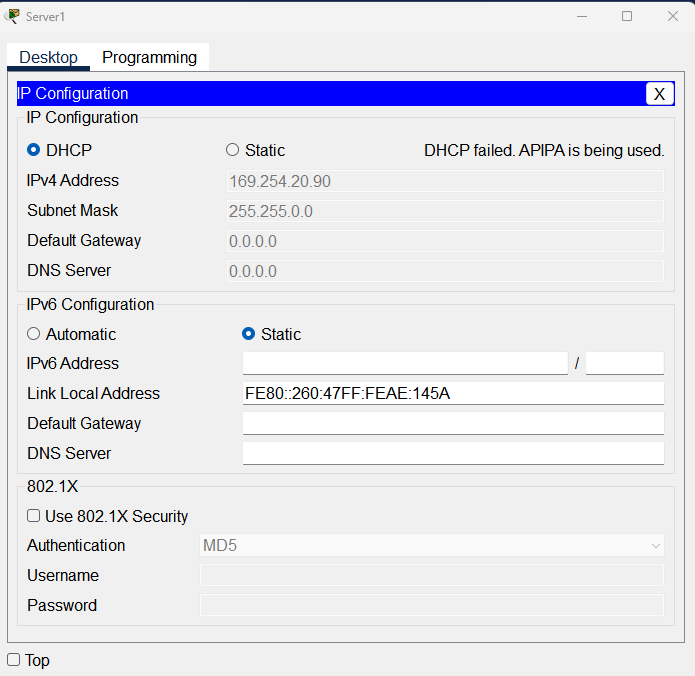 Server1
Desktop Programming
IP Configuration X
IP Configuration
DHCP Static DHCP failed. APIPA is being used.
IPv4 Address 169.254.20.90
Subnet Mask 255.255.0.0
Default Gateway 0.0.0.0
DNS Server 0.0.0.0
IPv6 Configuration
Automatic Static
IPv6 Address /
Link Local Address FE80::260:47FF:FEAE:145A
Default Gateway
DNS Server
802.1X
Use 802.1X Security
Authentication MD5
Username
Password
Top